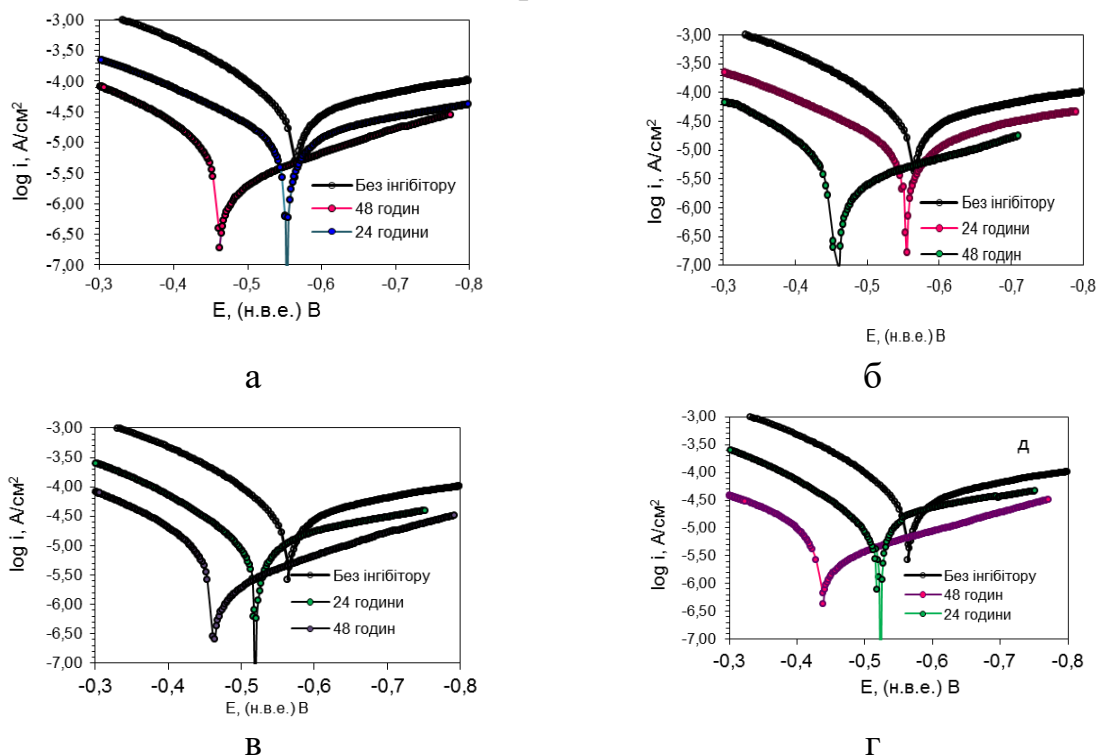 -3,00
-3,50
-4,00
-4,50
-5,00
-5,50
-6,00
-6,50
-7,00
log i, А/см²
Без інгібітору
48 годин
24 години
-0,3 -0,4 -0,5 -0,6 -0,7 -0,8
Е, (н.в.е.) В
а
-3,00
-3,50
-4,00
-4,50
-5,00
-5,50
-6,00
-6,50
-7,00
log i, А/см²
Без інгібітору
24 години
48 годин
-0,3 -0,4 -0,5 -0,6 -0,7 -0,8
Е, (н.в.е.) В
б
-3,00
-3,50
-4,00
-4,50
-5,00
-5,50
-6,00
-6,50
-7,00
log i, А/см²
Без інгібітору
24 години
48 годин
-0,3 -0,4 -0,5 -0,6 -0,7 -0,8
Е, (н.в.е.) В
в
-3,00
-3,50
-4,00
-4,50
-5,00
-5,50
-6,00
-6,50
-7,00
log i, А/см²
д
Без інгібітору
48 годин
24 години
-0,3 -0,4 -0,5 -0,6 -0,7 -0,8
Е, (н.в.е.) В
г